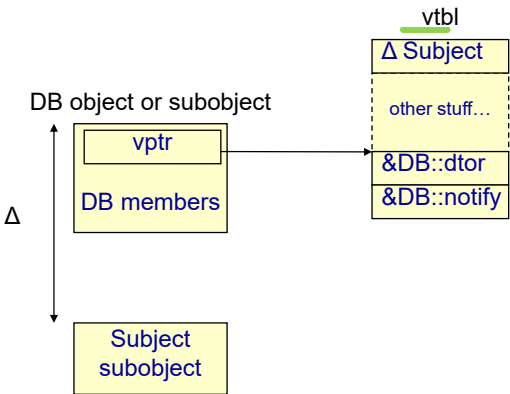 vtbl
Δ Subject
other stuff…
&DB::dtor
&DB::notify
DB object or subobject
vptr
DB members
Δ
Subject
subobject